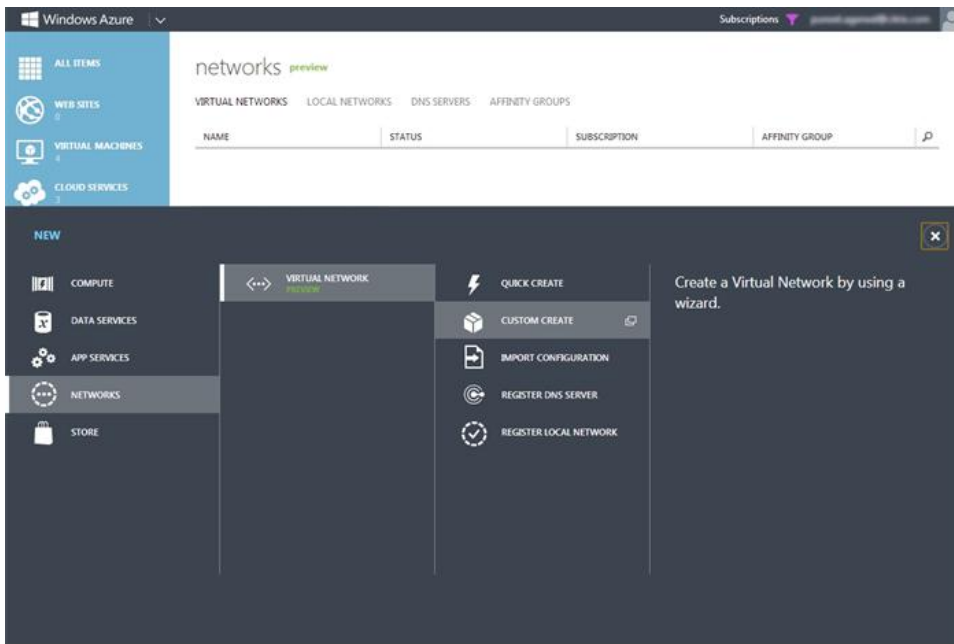 Windows Azure
Subscriptions
ALL ITEMS
WEB SITES
0
VIRTUAL MACHINES
4
CLOUD SERVICES
3
networks preview
VIRTUAL NETWORKS LOCAL NETWORKS DNS SERVERS AFFINITY GROUPS
NAME STATUS SUBSCRIPTION AFFINITY GROUP
NEW
COMPUTE
DATA SERVICES
APP SERVICES
NETWORKS
STORE
VIRTUAL NETWORK
PREVIEW
QUICK CREATE
CUSTOM CREATE
IMPORT CONFIGURATION
REGISTER DNS SERVER
REGISTER LOCAL NETWORK
Create a Virtual Network by using a
wizard.